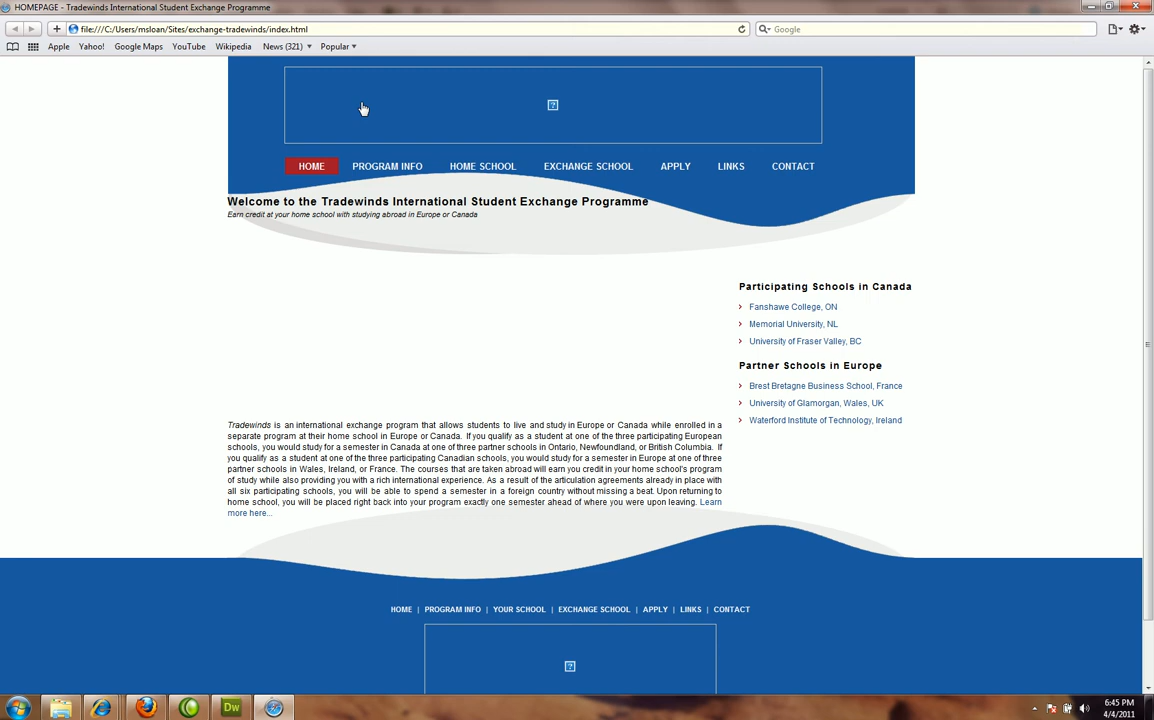 HOMEPAGE - Tradewinds International Student Exchange Programme
file:///C:/Users/msloan/Sites/exchange-tradewinds/index.html
Google
Apple Yahoo! Google Maps YouTube Wikipedia News (321) Popular
HOME PROGRAM INFO HOME SCHOOL EXCHANGE SCHOOL APPLY LINKS CONTACT
Welcome to the Tradewinds International Student Exchange Programme
Earn credit at your home school with studying abroad in Europe or Canada
Participating Schools in Canada
Fanshawe College, ON
Memorial University, NL
University of Fraser Valley, BC
Partner Schools in Europe
Brest Bretagne Business School, France
University of Glamorgan, Wales, UK
Waterford Institute of Technology, Ireland
Tradewinds is an international exchange program that allows students to live and study in Europe or Canada while enrolled in a
separate program at their home school in Europe or Canada. If you qualify as a student at one of the three participating European
schools, you would study for a semester in Canada at one of three partner schools in Ontario, Newfoundland, or British Columbia. If
you qualify as a student at one of the three participating Canadian schools, you would study for a semester in Europe at one of three
partner schools in Wales, Ireland, or France. The courses that are taken abroad will earn you credit in your home school's program
of study while also providing you with a rich international experience. As a result of the articulation agreements already in place with
all six participating schools, you will be able to spend a semester in a foreign country without missing a beat. Upon returning to
home school, you will be placed right back into your program exactly one semester ahead of where you were upon leaving. Learn
more here...
HOME | PROGRAM INFO | YOUR SCHOOL | EXCHANGE SCHOOL | APPLY | LINKS | CONTACT
Dw
6:45 PM
4/4/2011